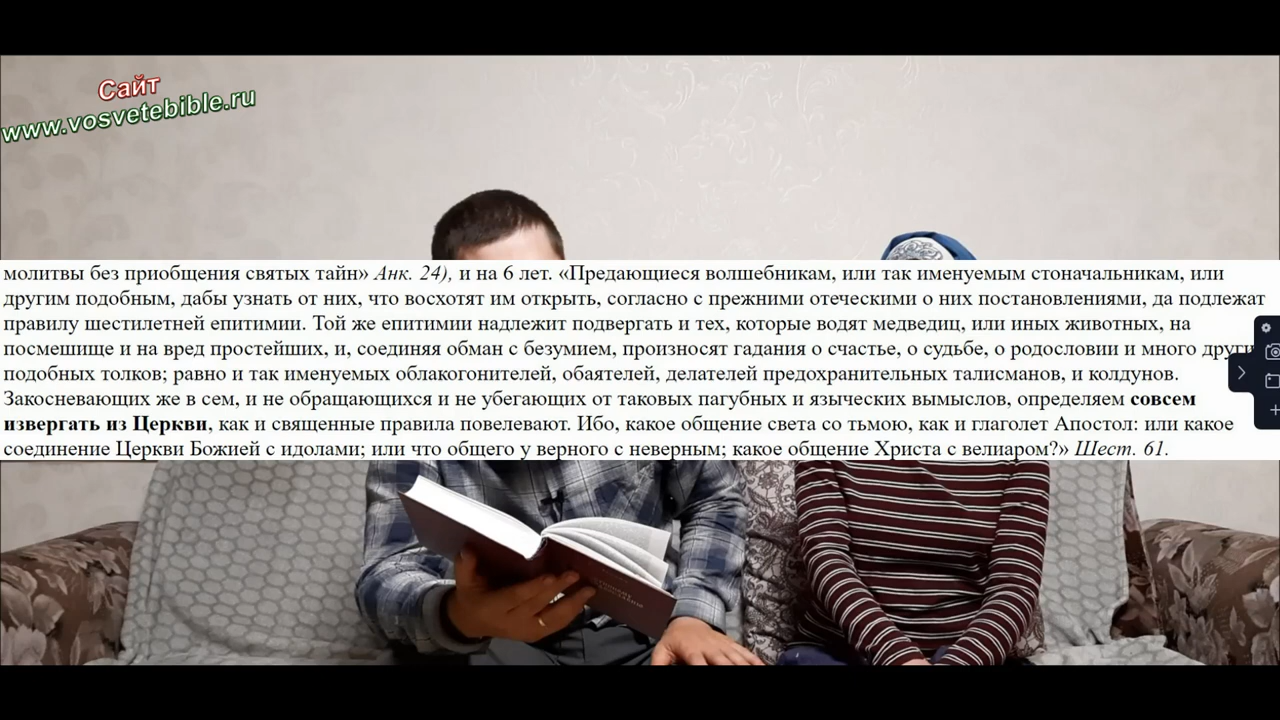 Сайт
www.vosvetebible.ru
молитвы без приобщения святых тайн» Анк. 24), и на 6 лет. «Предающиеся волшебникам, или так именуемым стоначальникам, или
другим подобным, дабы узнать от них, что восхотят им открыть, согласно с прежними отеческими о них постановлениями, да подлежат
правилу шестилетней епитимии. Той же епитимии надлежит подвергать и тех, которые водят медведиц, или иных животных, на
посмешище и на вред простейших, и, соединяя обман с безумием, произносят гадания о счастье, о судьбе, о родословии и много
подобных толков; равно и так именуемых облакогонителей, обаятелей, делателей предохранительных талисманов, и колдунов.
Закосневающих же в сем, и не обращающихся и не убегающих от таковых пагубных и языческих вымыслов, определяем совсем
извергать из Церкви, как и священные правила повелевают. Ибо, какое общение света со тьмою, как и глаголет Апостол: или какое
соединение Церкви Божией с идолами; или что общего у верного с неверным; какое общение Христа с велиаром?» Шест. 61.